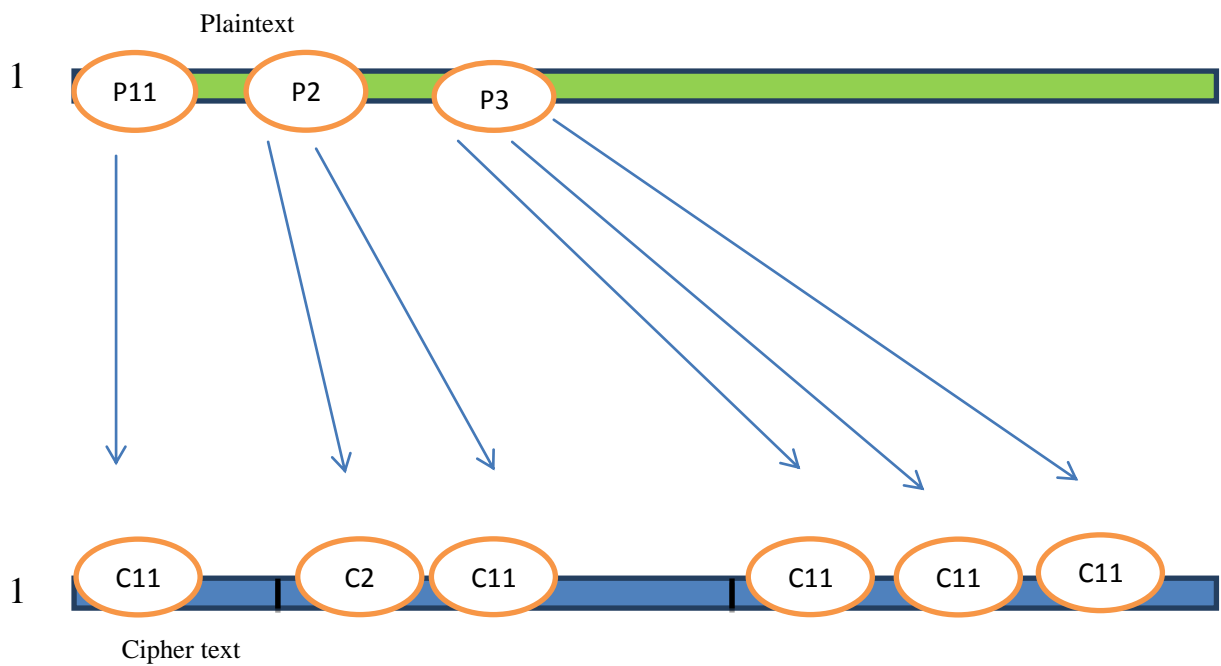 Plaintext
1
P11 P2 P3
C11 C2 C11 C11 C11 C11
1
Cipher text